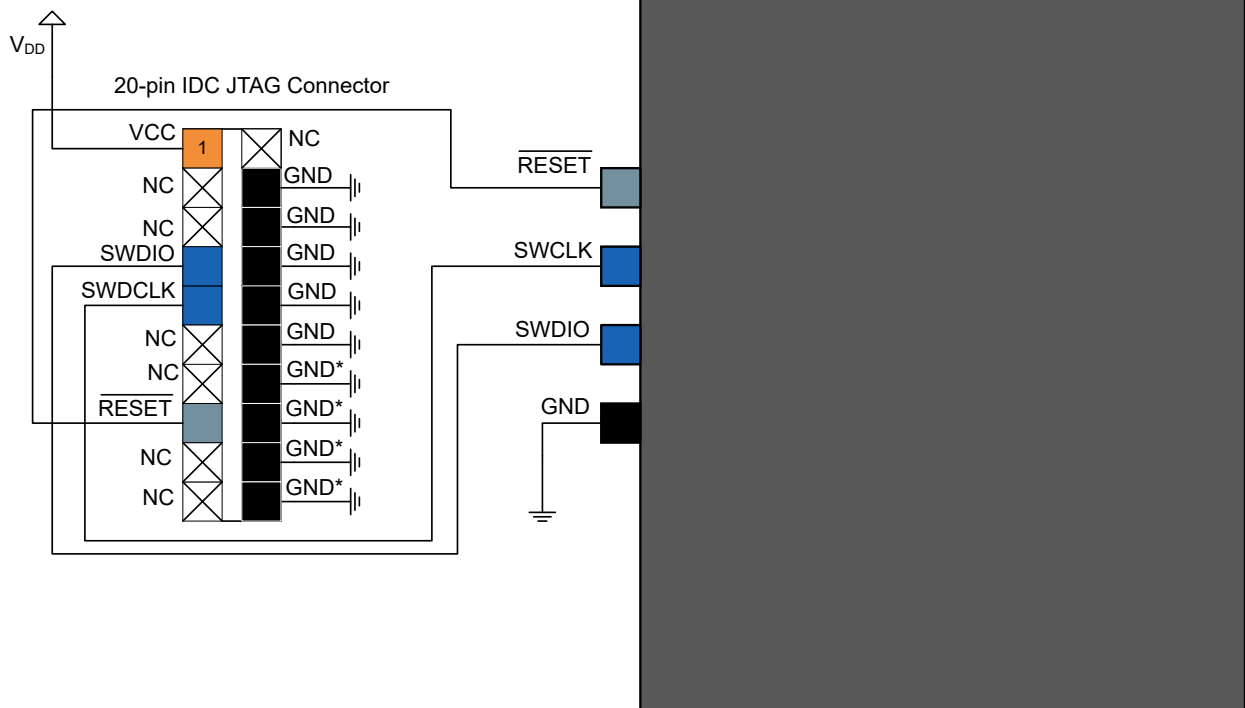 VDD
20-pin IDC JTAG Connector
VCC
1
NC
NC
GND
NC
GND
SWDIO
GND
SWDCLK
GND
NC
GND
NC
GND*
RESET
GND*
NC
GND*
NC
GND*
RESET
SWCLK
SWDIO
GND